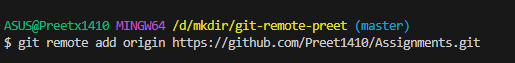 ASUS@Preetx1410 MINGW64 /d/mkdir/git-remote-preet (master)
$ git remote add origin https://github.com/Preet1410/Assignments.git